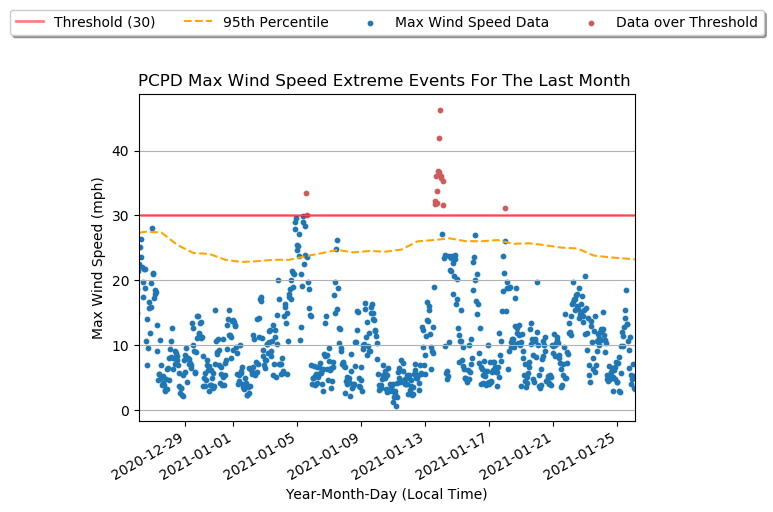 Threshold (30) 95th Percentile Max Wind Speed Data Data over Threshold
PCPD Max Wind Speed Extreme Events For The Last Month
Max Wind Speed (mph)
40
30
20
10
0
2020-12-29 2021-01-01 2021-01-05 2021-01-09 2021-01-13 2021-01-17 2021-01-21 2021-01-25
Year-Month-Day (Local Time)